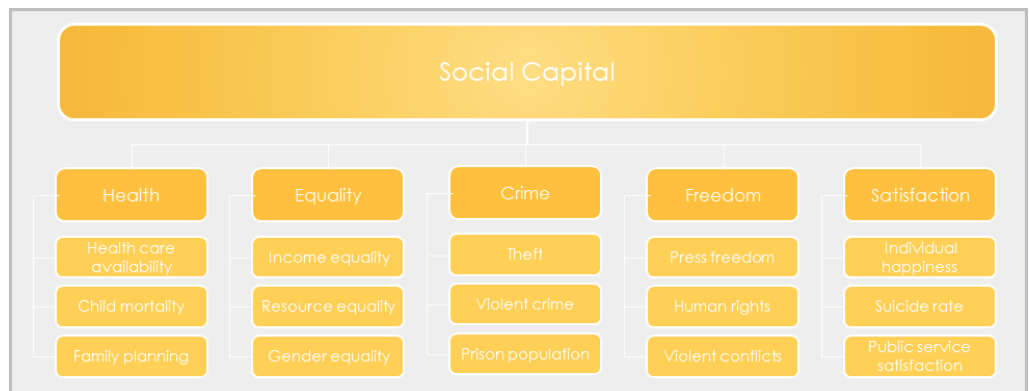 Social Capital
Health
Equality
Crime
Freedom
Satisfaction
Health care
availability
Income equality
Theft
Press freedom
Individual
happiness
Child mortality
Resource equality
Violent crime
Human rights
Suicide rate
Family planning
Gender equality
Prison population
Violent conflicts
Public service
satisfaction